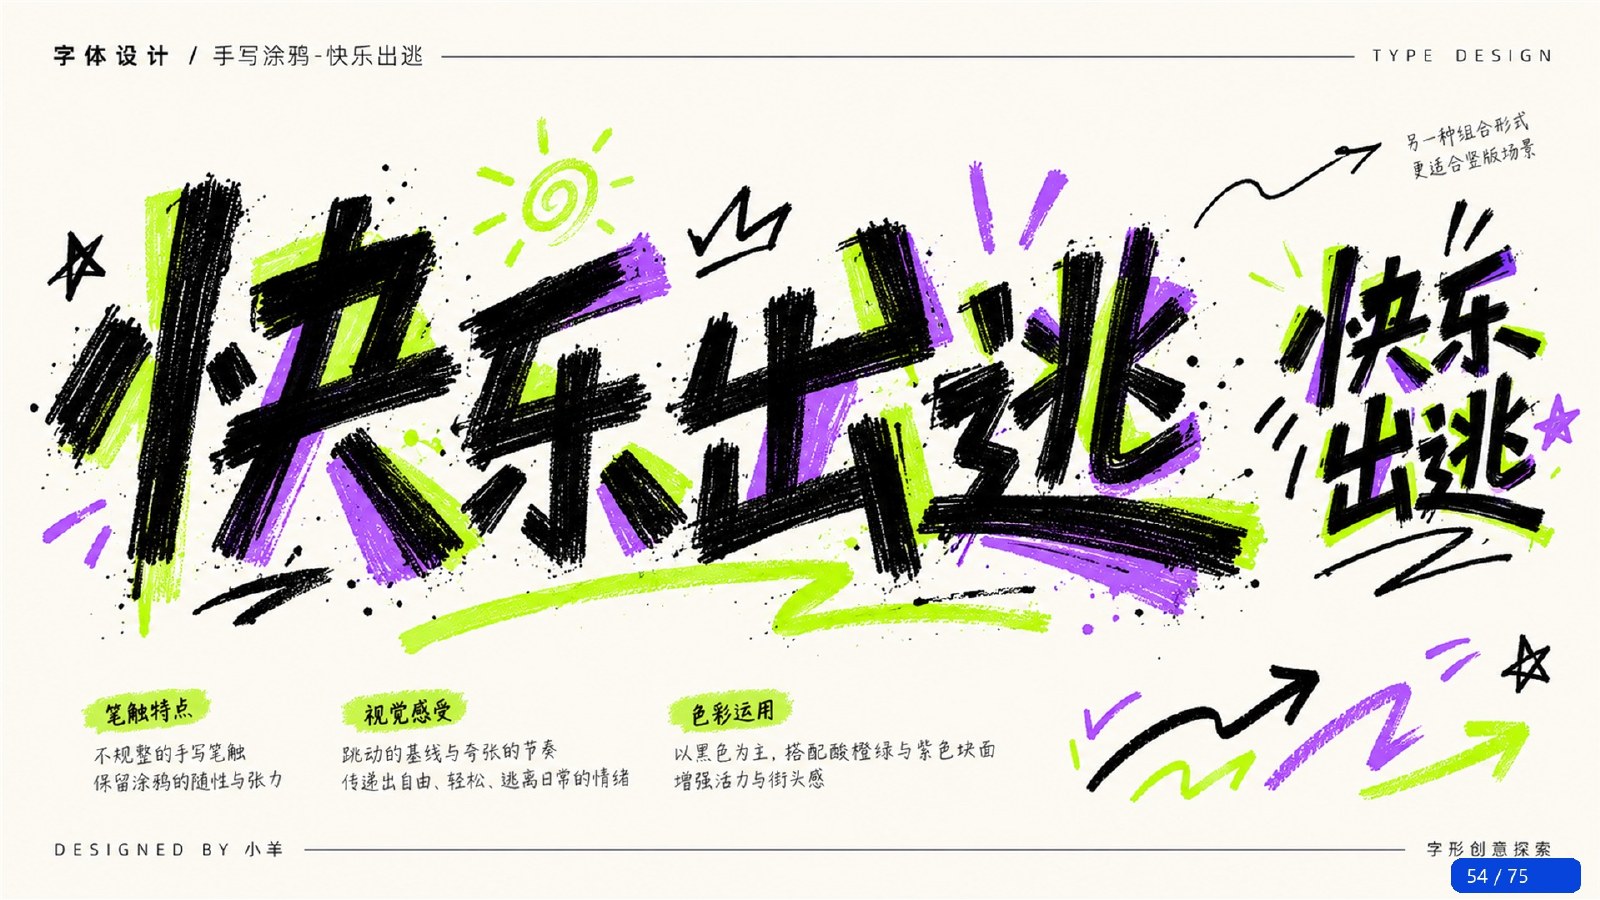 字体设计 / 手写涂鸦-快乐出逃
TYPE DESIGN
另一种组合形式
更适合竖版场景
快乐出逃
快乐
出逃
笔触特点
不规整的手写笔触
保留涂鸦的随性与张力
视觉感受
跳动的基线与夸张的节奏
传递出自由、轻松、逃离日常的情绪
色彩运用
以黑色为主, 搭配酸橙绿与紫色块面
增强活力与街头感
DESIGNED BY 小羊
字形创意探索
54 / 75